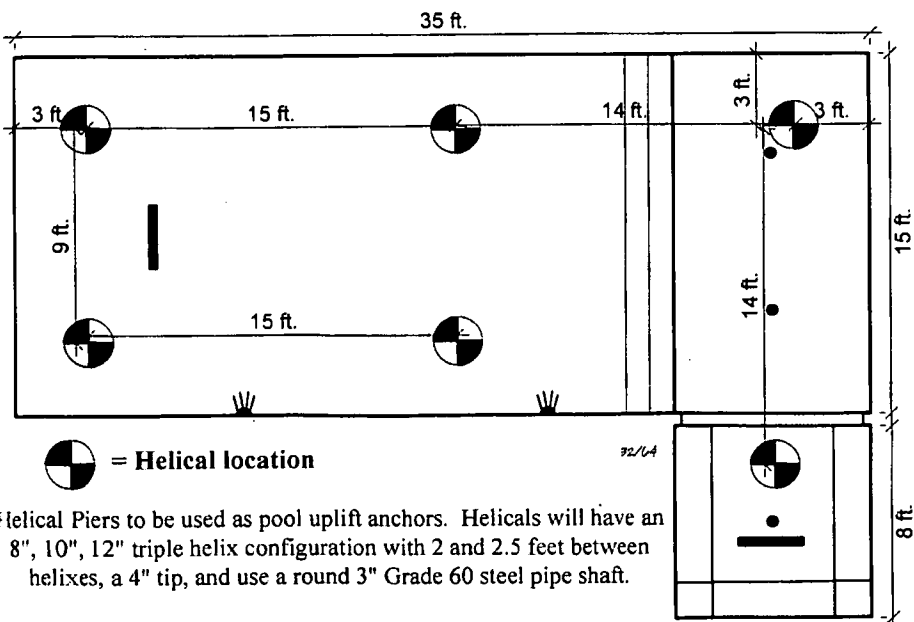 35 ft.
3 ft
15 ft.
14 ft.
3 ft.
3 ft.
9 ft.
15 ft.
14 ft.
15 ft.
8 ft.
= Helical location
Helical Piers to be used as pool uplift anchors. Helicals will have an
8", 10", 12" triple helix configuration with 2 and 2.5 feet between
helixes, a 4" tip, and use a round 3" Grade 60 steel pipe shaft.